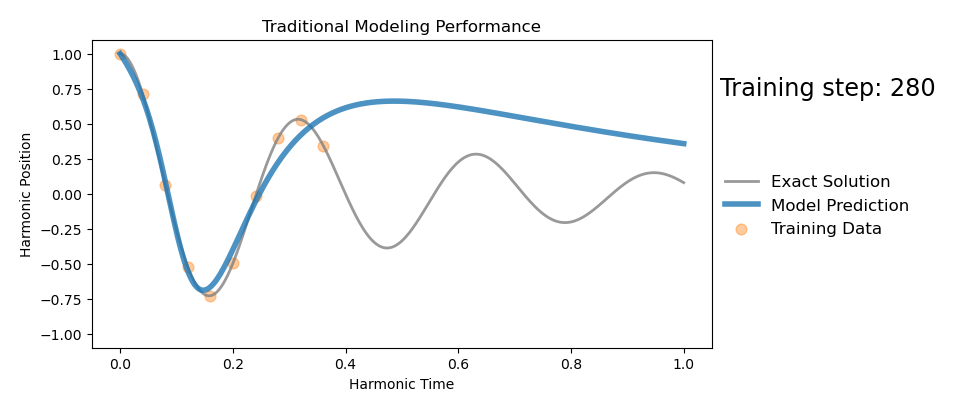 Traditional Modeling Performance
Training step: 280
Harmonic Position
1.00
0.75
0.50
0.25
0.00
−0.25
−0.50
−0.75
−1.00
0.0
0.2
0.4
0.6
0.8
1.0
Harmonic Time
Exact Solution
Model Prediction
Training Data